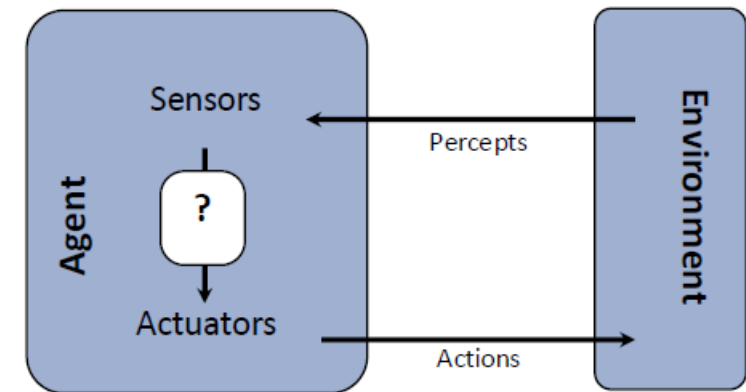 Sensors
Percepts
?
Agent
Environment
Actuators
Actions